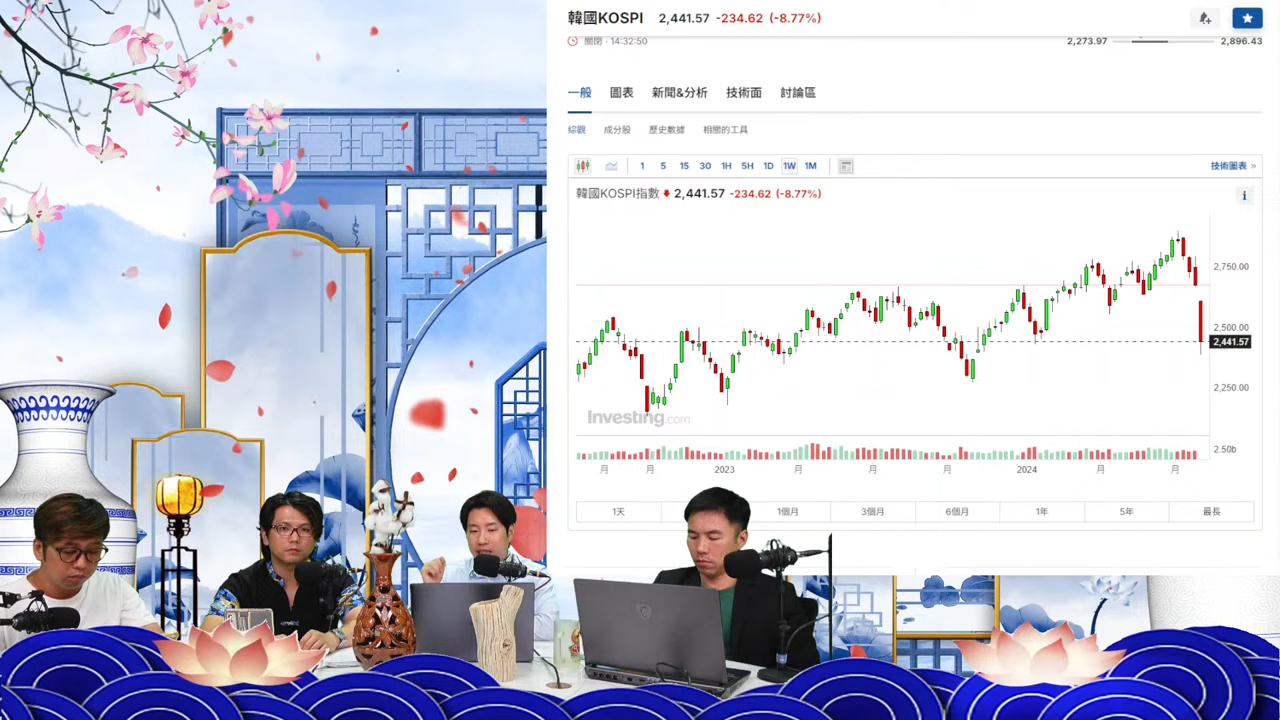 韓國KOSPI 2,441.57 -234.62 (-8.77%)
關閉 · 14:32:50
2,273.97 2,896.43
一般 圖表 新聞&分析 技術面 討論區
綜觀 成分股 歷史數據 相關的工具
1 5 15 30 1H 5H 1D 1W 1M
技術圖表 »
韓國KOSPI指數 2,441.57 -234.62 (-8.77%)
2,750.00
2,500.00
2,441.57
2,250.00
Investing.com
2.50b
月 月 2023 月 月 月 2024 月 月
1天 1個月 3個月 6個月 1年 5年 最長